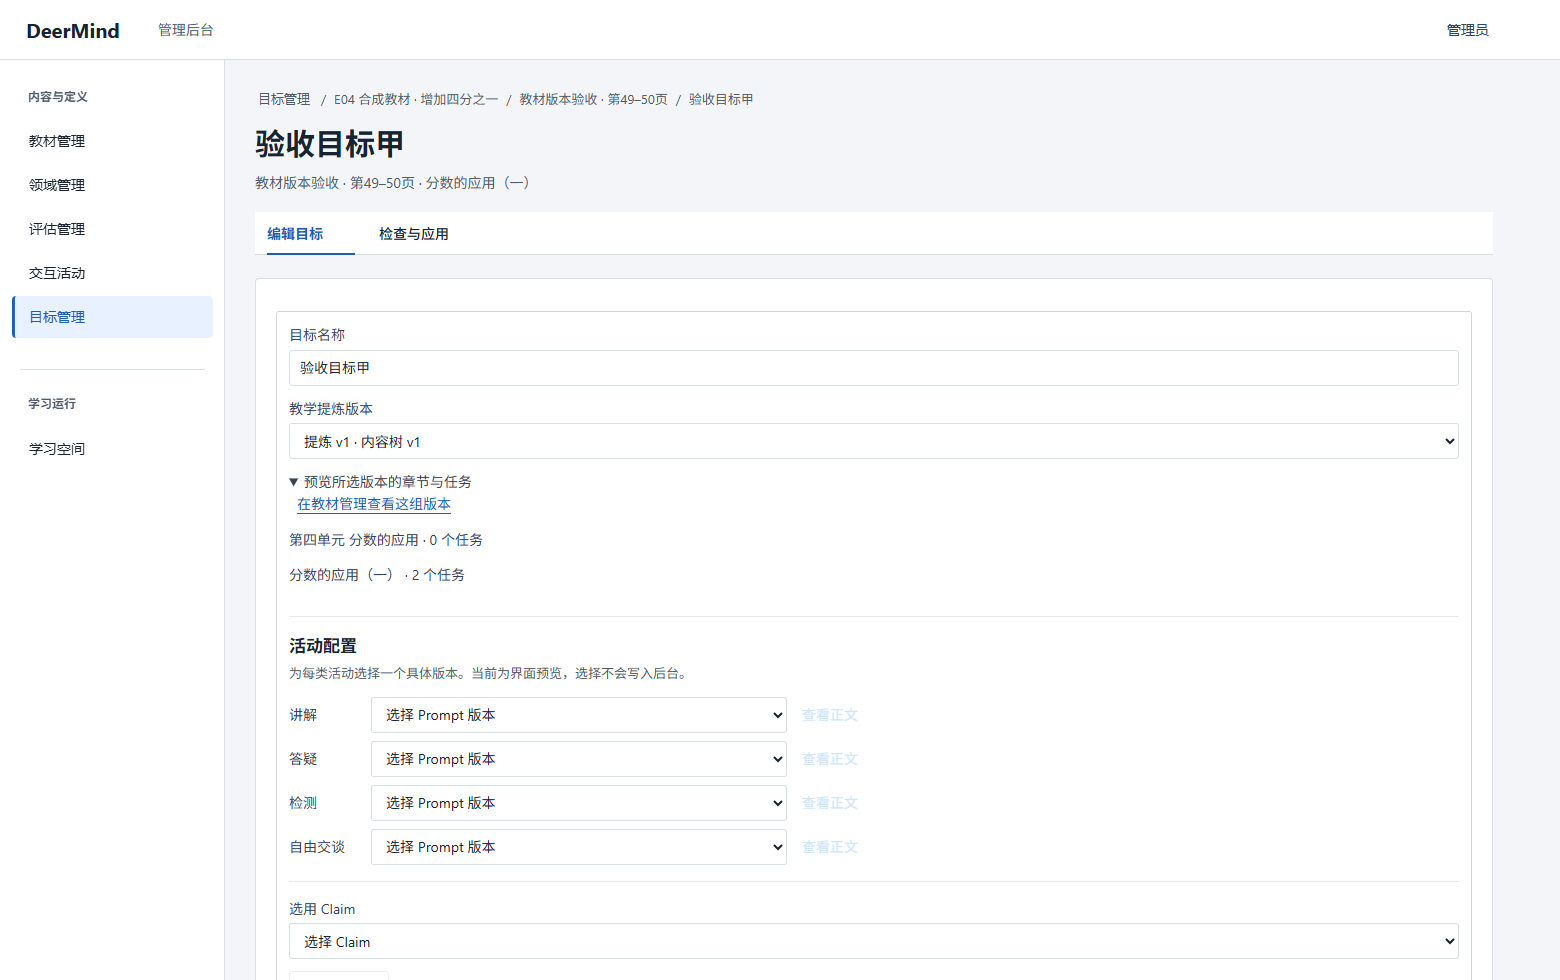 DeerMind 管理后台 管理员
内容与定义
教材管理
领域管理
评估管理
交互活动
目标管理
学习运行
学习空间
目标管理 / E04 合成教材 · 增加四分之一 / 教材版本验收 · 第49–50页 / 验收目标甲
验收目标甲
教材版本验收 · 第49–50页 · 分数的应用（一）
编辑目标 检查与应用
目标名称
验收目标甲
教学提炼版本
提炼 v1 · 内容树 v1
▼ 预览所选版本的章节与任务
在教材管理查看这组版本
第四单元 分数的应用 · 0 个任务
分数的应用（一） · 2 个任务
活动配置
为每类活动选择一个具体版本。当前为界面预览，选择不会写入后台。
讲解 选择 Prompt 版本 查看正文
答疑 选择 Prompt 版本 查看正文
检测 选择 Prompt 版本 查看正文
自由交谈 选择 Prompt 版本 查看正文
选用 Claim
选择 Claim